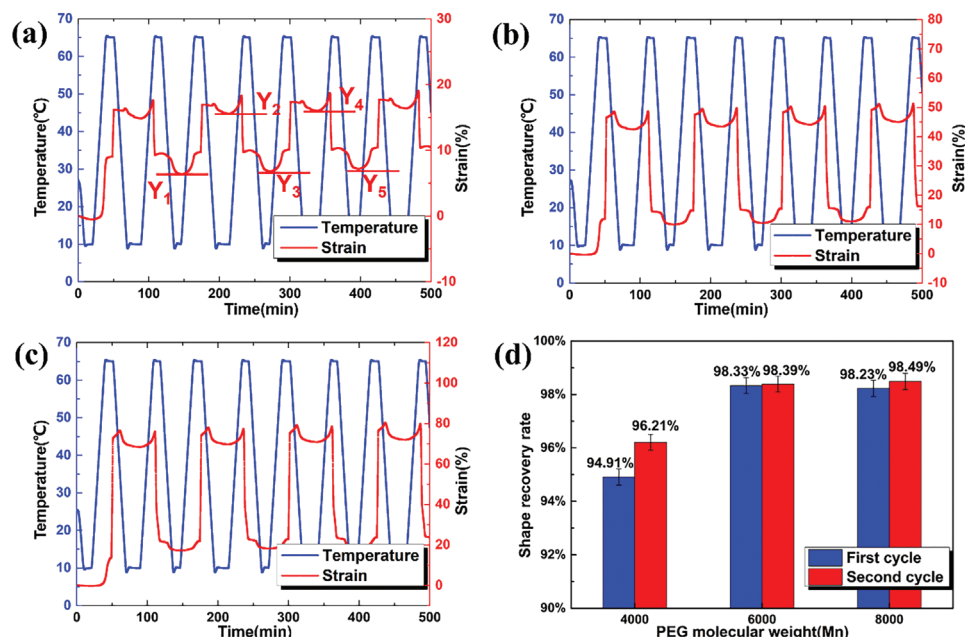 (a)
70
60
50
40
30
20
10
0
Temperature(℃)
30
20
10
0
-10
Strain(%)
Y1
Y2
Y3
Y4
Y5
Temperature
Strain
0 100 200 300 400 500
Time(min)
(b)
70
60
50
40
30
20
10
0
Temperature(℃)
80
70
60
50
40
30
20
10
0
-10
Strain(%)
Temperature
Strain
0 100 200 300 400 500
Time(min)
(c)
70
60
50
40
30
20
10
0
Temperature(℃)
120
100
80
60
40
20
0
-20
Strain(%)
Temperature
Strain
0 100 200 300 400 500
Time(min)
(d)
100%
98%
96%
94%
92%
90%
Shape recovery rate
94.91%
96.21%
98.33%
98.39%
98.23%
98.49%
First cycle
Second cycle
4000 6000 8000
PEG molecular weight(Mn)